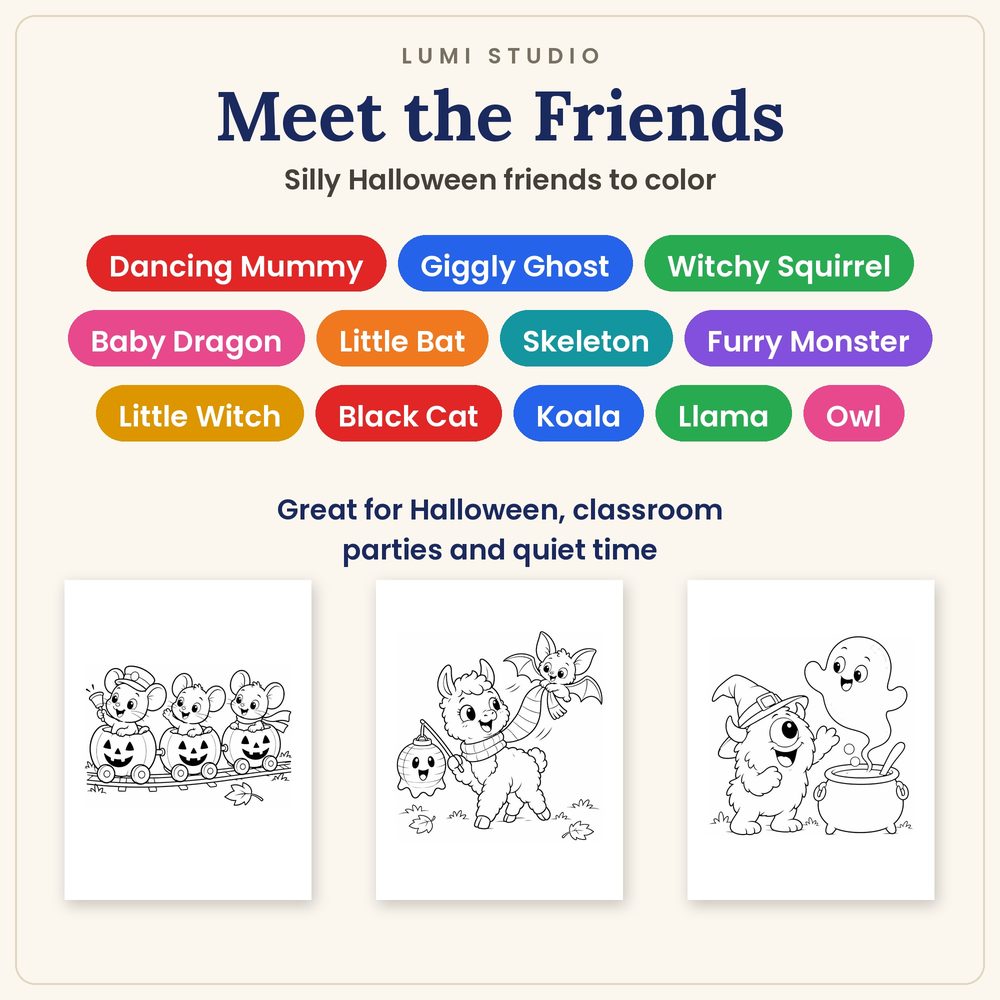 LUMI STUDIO
Meet the Friends
Silly Halloween friends to color
Dancing Mummy Giggly Ghost Witchy Squirrel
Baby Dragon Little Bat Skeleton Furry Monster
Little Witch Black Cat Koala Llama Owl
Great for Halloween, classroom
parties and quiet time